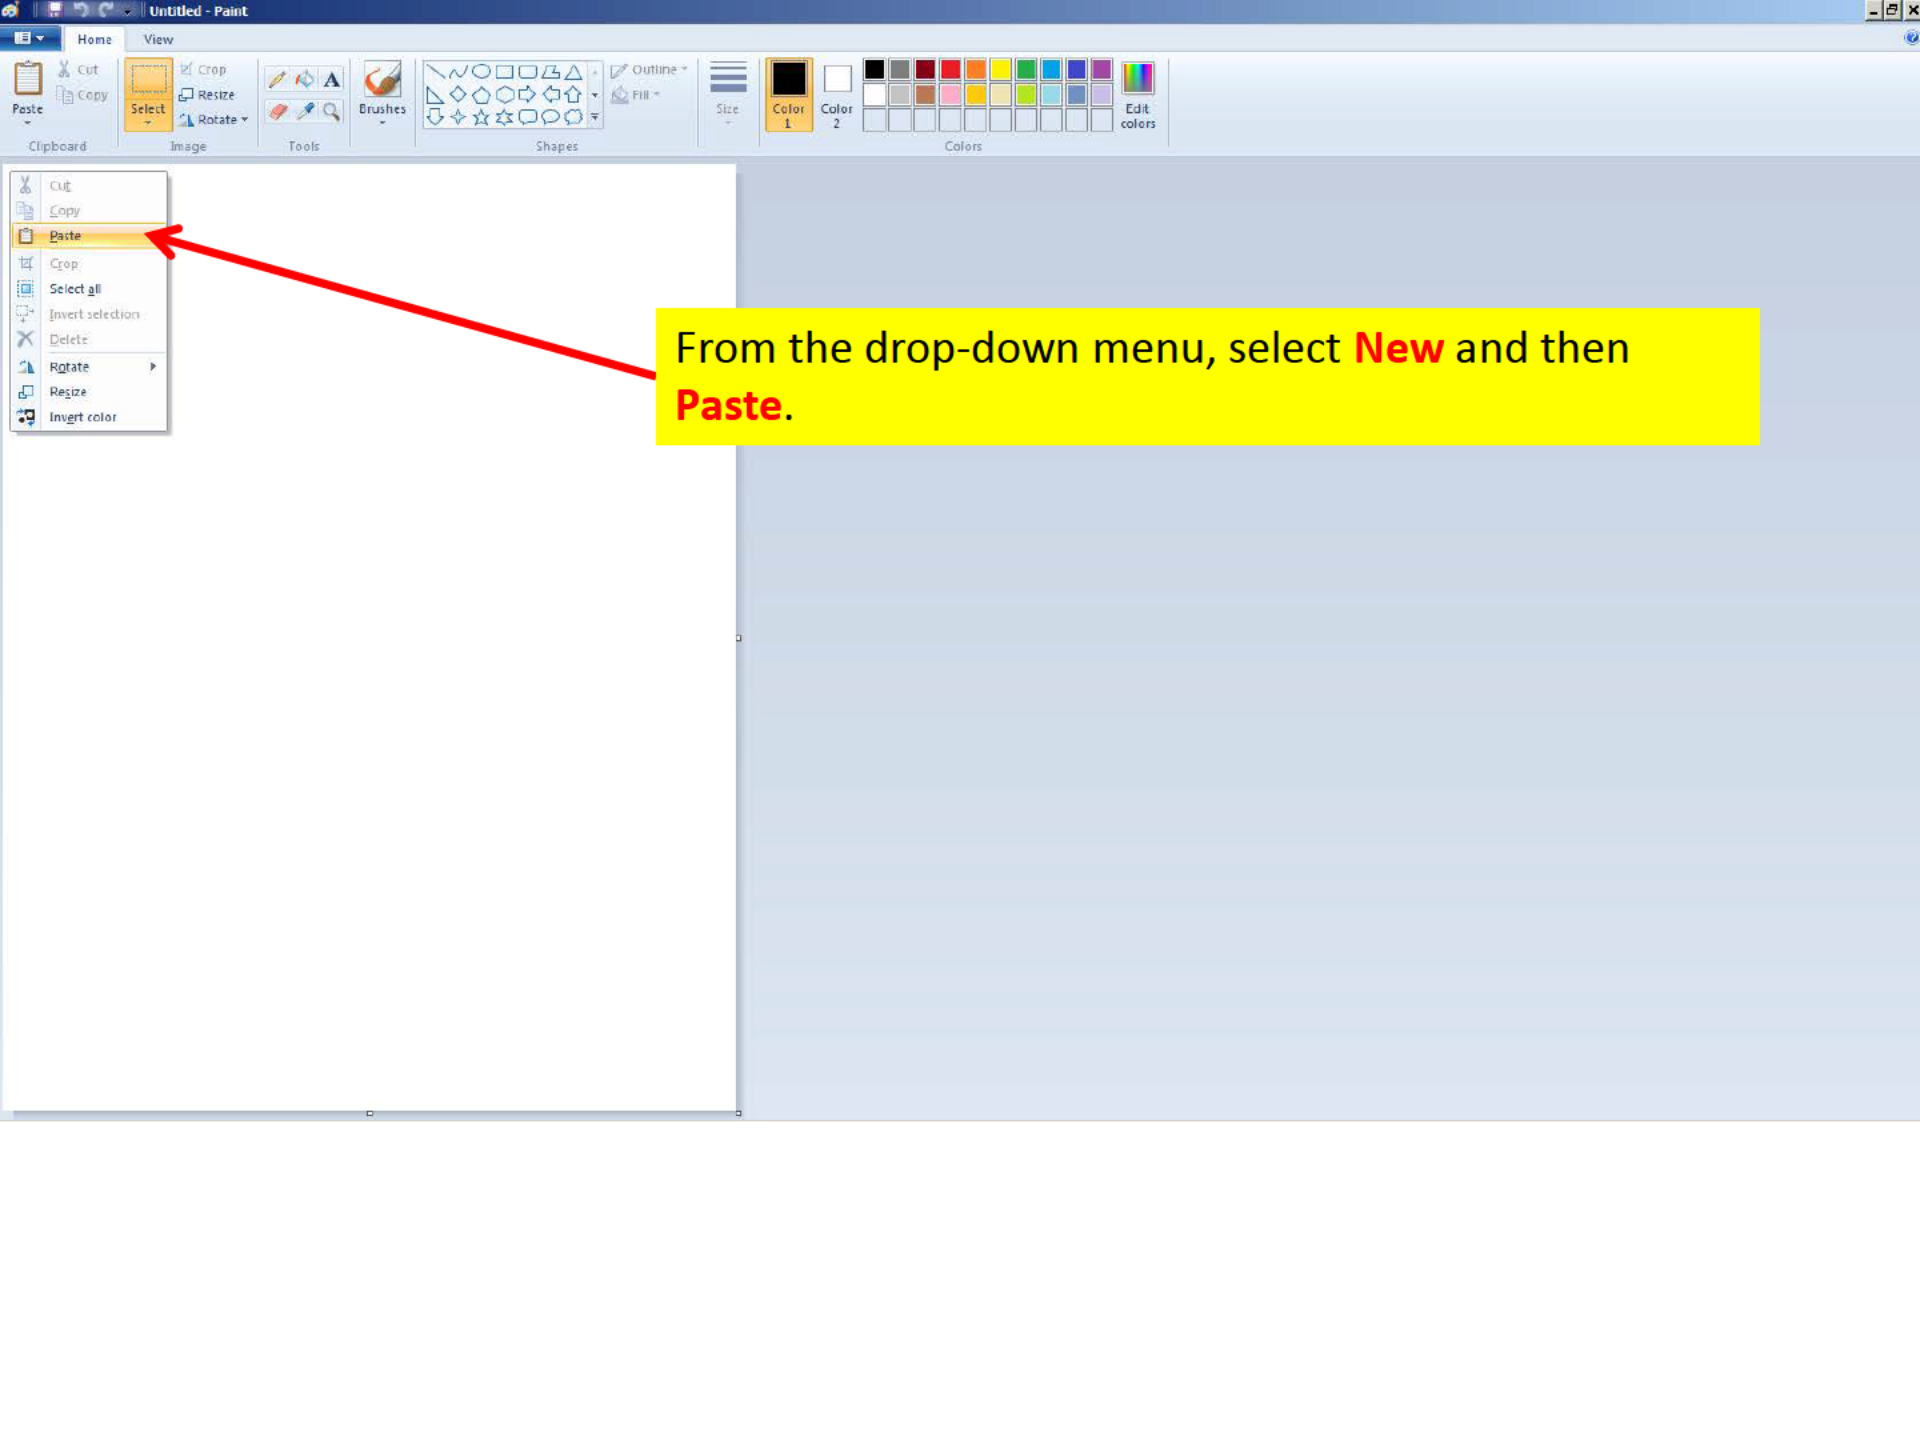 Untitled - Paint
Home View
Paste
Cut
Copy
Clipboard
Select
Crop
Resize
Rotate
Image
A
Tools
Brushes
Shapes
Outline
Fill
Size
Color
1
Color
2
Edit
colors
Colors
Cut
Copy
Paste
Crop
Select all
Invert selection
Delete
Rotate
Resize
Invert color
From the drop-down menu, select New and then
Paste.